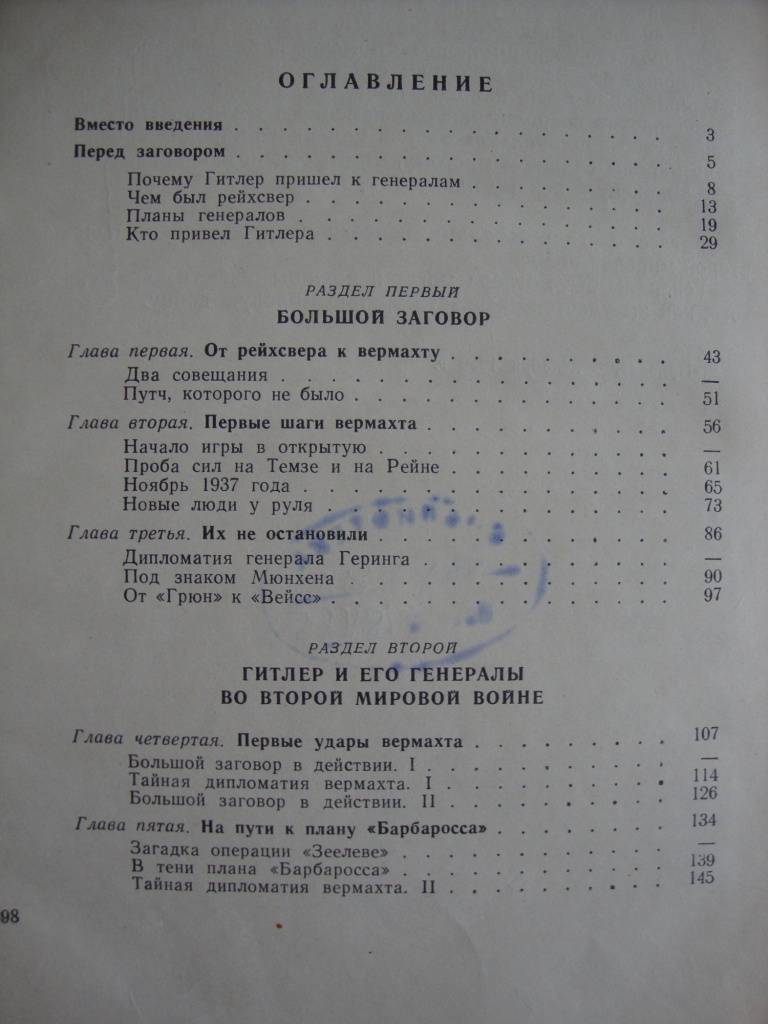 ОГЛАВЛЕНИЕ
Вместо введения . . . . . . . . . . . . . . . . . . 3
Перед заговором . . . . . . . . . . . . . . . . . . 5
Почему Гитлер пришел к генералам . . . . . . . . . 8
Чем был рейхсвер . . . . . . . . . . . . . . . . 13
Планы генералов . . . . . . . . . . . . . . . . 19
Кто привел Гитлера . . . . . . . . . . . . . . . 29
РАЗДЕЛ ПЕРВЫЙ
БОЛЬШОЙ ЗАГОВОР
Глава первая. От рейхсвера к вермахту . . . . . . . . . 43
Два совещания . . . . . . . . . . . . . . . . —
Путч, которого не было . . . . . . . . . . . . . 51
Глава вторая. Первые шаги вермахта . . . . . . . . . . 56
Начало игры в открытую . . . . . . . . . . . . —
Проба сил на Темзе и на Рейне . . . . . . . . . 61
Ноябрь 1937 года . . . . . . . . . . . . . . . 65
Новые люди у руля . . . . . . . . . . . . . . 73
Глава третья. Их не остановили . . . . . . . . . . . . 86
Дипломатия генерала Геринга . . . . . . . . . . —
Под знаком Мюнхена . . . . . . . . . . . . . 90
От «Грюн» к «Вейсс» . . . . . . . . . . . . . 97
РАЗДЕЛ ВТОРОЙ
ГИТЛЕР И ЕГО ГЕНЕРАЛЫ
ВО ВТОРОЙ МИРОВОЙ ВОЙНЕ
Глава четвертая. Первые удары вермахта . . . . . . . . 107
Большой заговор в действии. I . . . . . . . . . —
Тайная дипломатия вермахта. I . . . . . . . . . 114
Большой заговор в действии. II . . . . . . . . . 126
Глава пятая. На пути к плану «Барбаросса» . . . . . . . 134
Загадка операции «Зеелеве» . . . . . . . . . . —
В тени плана «Барбаросса» . . . . . . . . . . 139
Тайная дипломатия вермахта. II . . . . . . . . . 145
98